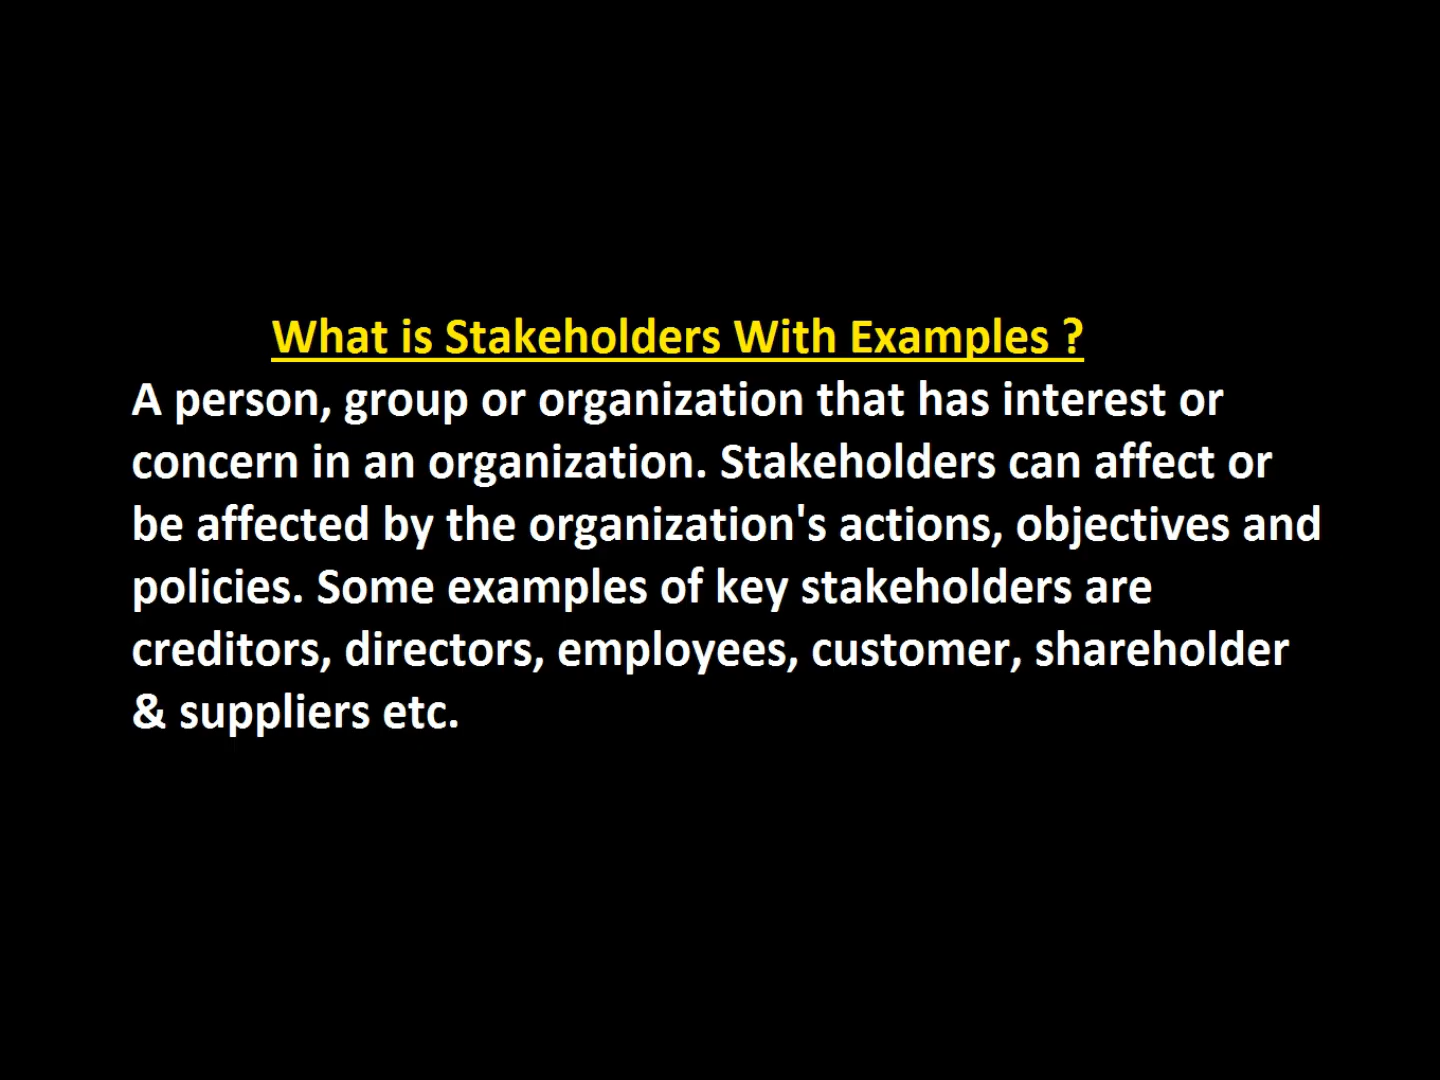 What is Stakeholders With Examples ?
A person, group or organization that has interest or
concern in an organization. Stakeholders can affect or
be affected by the organization's actions, objectives and
policies. Some examples of key stakeholders are
creditors, directors, employees, customer, shareholder
& suppliers etc.